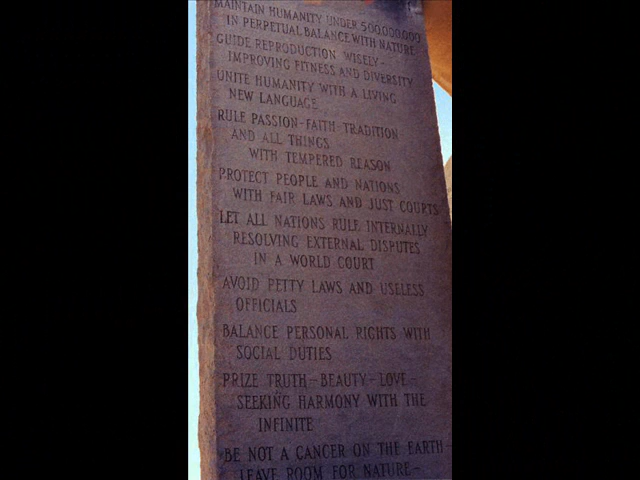 MAINTAIN HUMANITY UNDER 500,000,000
IN PERPETUAL BALANCE WITH NATURE
GUIDE REPRODUCTION WISELY-
IMPROVING FITNESS AND DIVERSITY
UNITE HUMANITY WITH A LIVING
NEW LANGUAGE
RULE PASSION-FAITH-TRADITION
AND ALL THINGS
WITH TEMPERED REASON
PROTECT PEOPLE AND NATIONS
WITH FAIR LAWS AND JUST COURTS
LET ALL NATIONS RULE INTERNALLY
RESOLVING EXTERNAL DISPUTES
IN A WORLD COURT
AVOID PETTY LAWS AND USELESS
OFFICIALS
BALANCE PERSONAL RIGHTS WITH
SOCIAL DUTIES
PRIZE TRUTH-BEAUTY-LOVE-
SEEKING HARMONY WITH THE
INFINITE
BE NOT A CANCER ON THE EARTH-
LEAVE ROOM FOR NATURE-